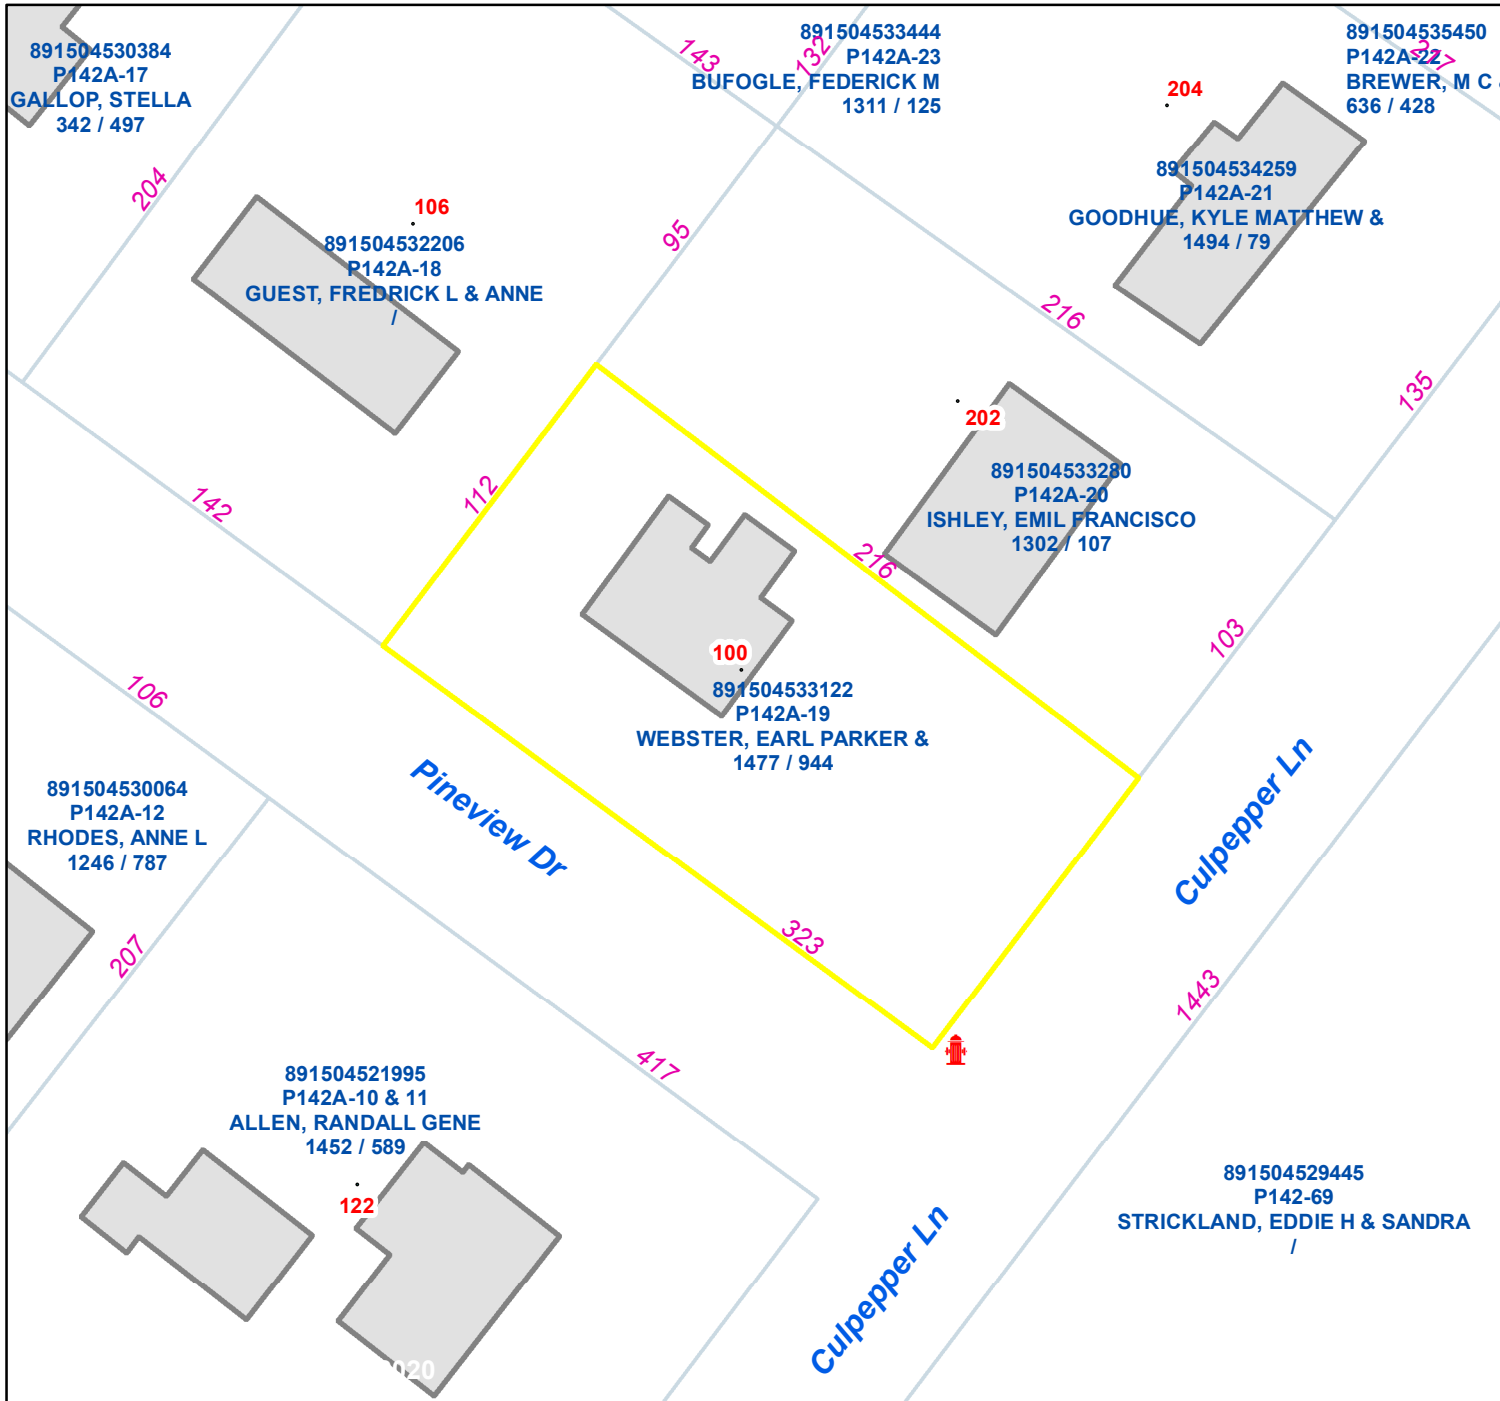 891504530384
P142A-17
GALLOP, STELLA
342 / 497
143
132
891504533444
P142A-23
BUFOGLE, FEDERICK M
1311 / 125
891504535450
P142A-22
BREWER, M C
636 / 428
204
204
891504534259
P142A-21
GOODHUE, KYLE MATTHEW &
1494 / 79
106
891504532206
P142A-18
GUEST, FREDRICK L & ANNE
/
95
216
135
202
891504533280
P142A-20
ISHLEY, EMIL FRANCISCO
1302 / 107
112
142
216
103
100
891504533122
P142A-19
WEBSTER, EARL PARKER &
1477 / 944
106
891504530064
P142A-12
RHODES, ANNE L
1246 / 787
Pineview Dr
Culpepper Ln
207
323
1443
417
891504521995
P142A-10 & 11
ALLEN, RANDALL GENE
1452 / 589
122
891504529445
P142-69
STRICKLAND, EDDIE H & SANDRA
/
Culpepper Ln
020